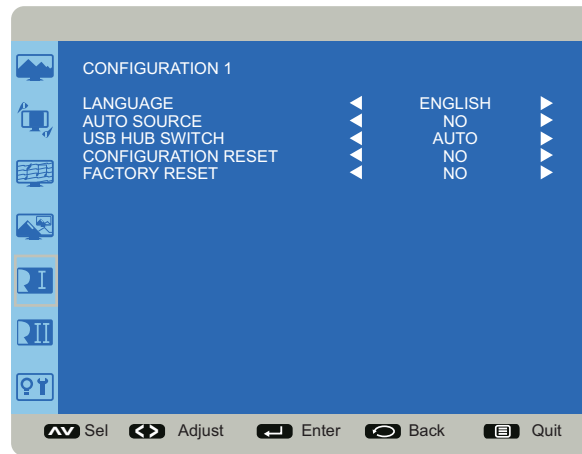 CONFIGURATION 1
LANGUAGE ENGLISH
AUTO SOURCE NO
USB HUB SWITCH AUTO
CONFIGURATION RESET NO
FACTORY RESET NO
I
II
Sel Adjust Enter Back Quit